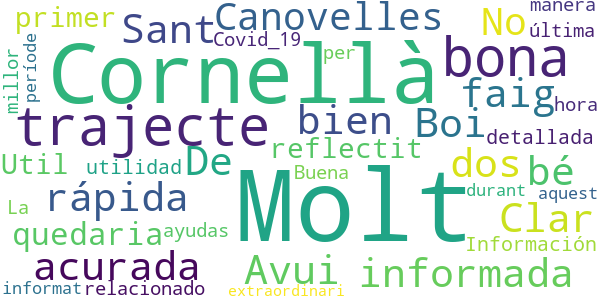 primer Sant Canovelles No manera
Covid_19 última
millor període Cornellà per bona
trajecte bien Boi faig hora
Util utilidad De reflectit detallada
Buena dos bé
rápida Molt durant aquest
La quedaria ayudas Clar
Información
acurada Avui informada
informat relacionado extraordinari